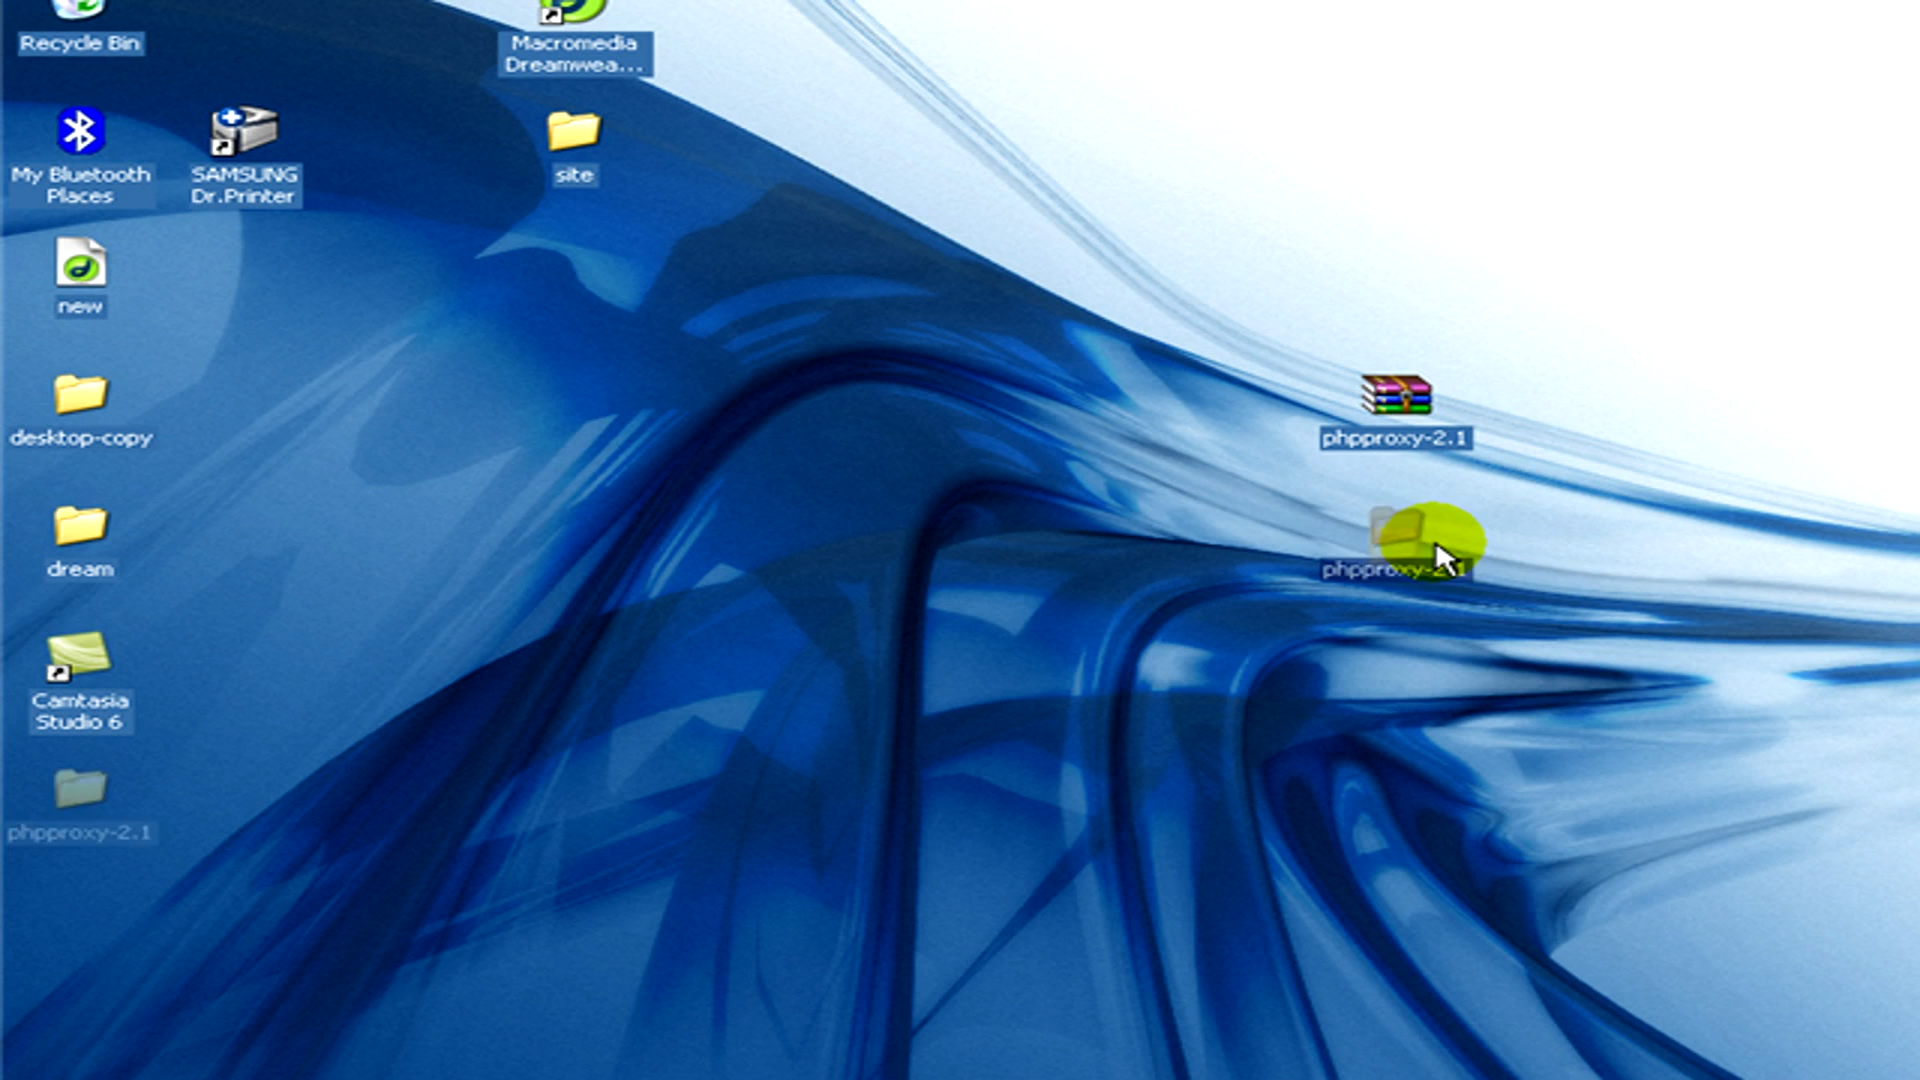 Recycle Bin
Macromedia
Dreamwea...
My Bluetooth
Places
SAMSUNG
Dr.Printer
site
new
desktop-copy
phpproxy-2.1
dream
phpproxy-2.1
Camtasia
Studio 6
phpproxy-2.1